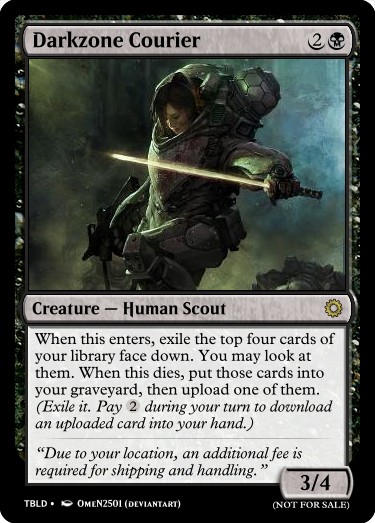 Darkzone Courier 2
Creature — Human Scout
When this enters, exile the top four cards of
your library face down. You may look at
them. When this dies, put those cards into
your graveyard, then upload one of them.
(Exile it. Pay 2 during your turn to download
an uploaded card into your hand.)
“Due to your location, an additional fee is
required for shipping and handling.”
3/4
TBLD • OmeN2501 (deviantart)
(NOT FOR SALE)